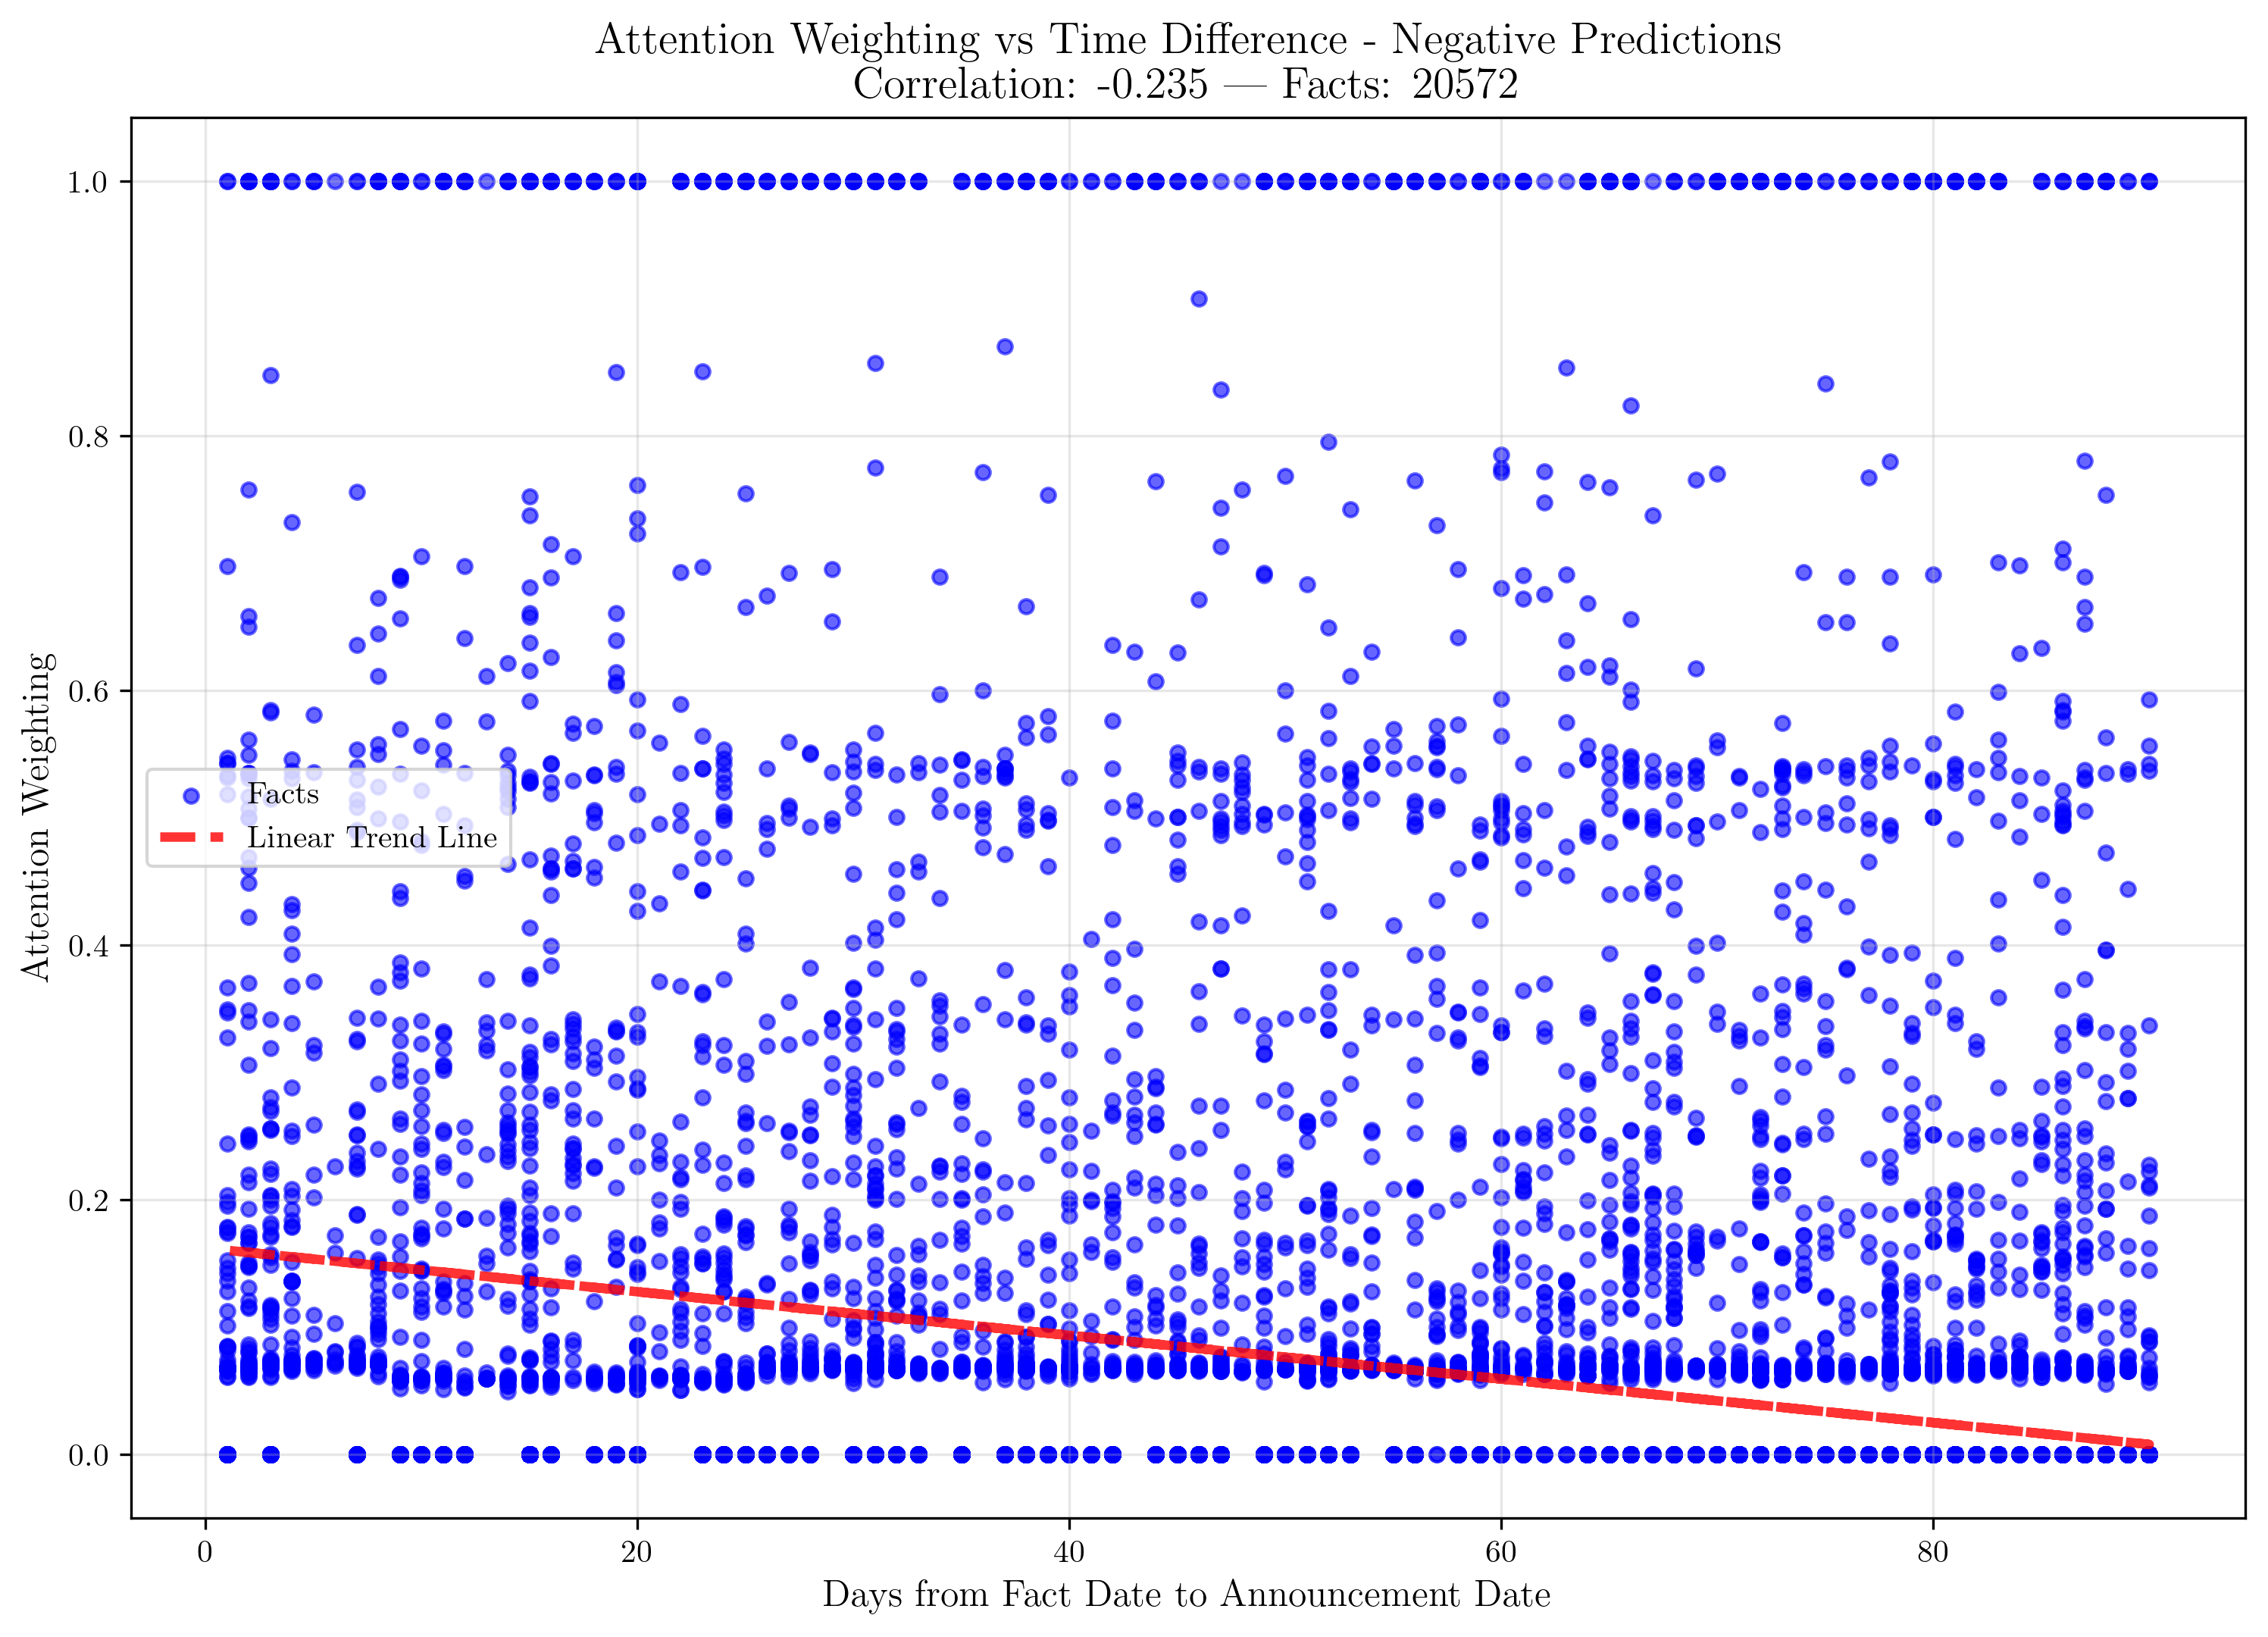 Attention Weighting vs Time Difference - Negative Predictions
Correlation: -0.235 — Facts: 20572
1.0
0.8
0.6
0.4
0.2
0.0
Attention Weighting
Facts
Linear Trend Line
0 20 40 60 80
Days from Fact Date to Announcement Date